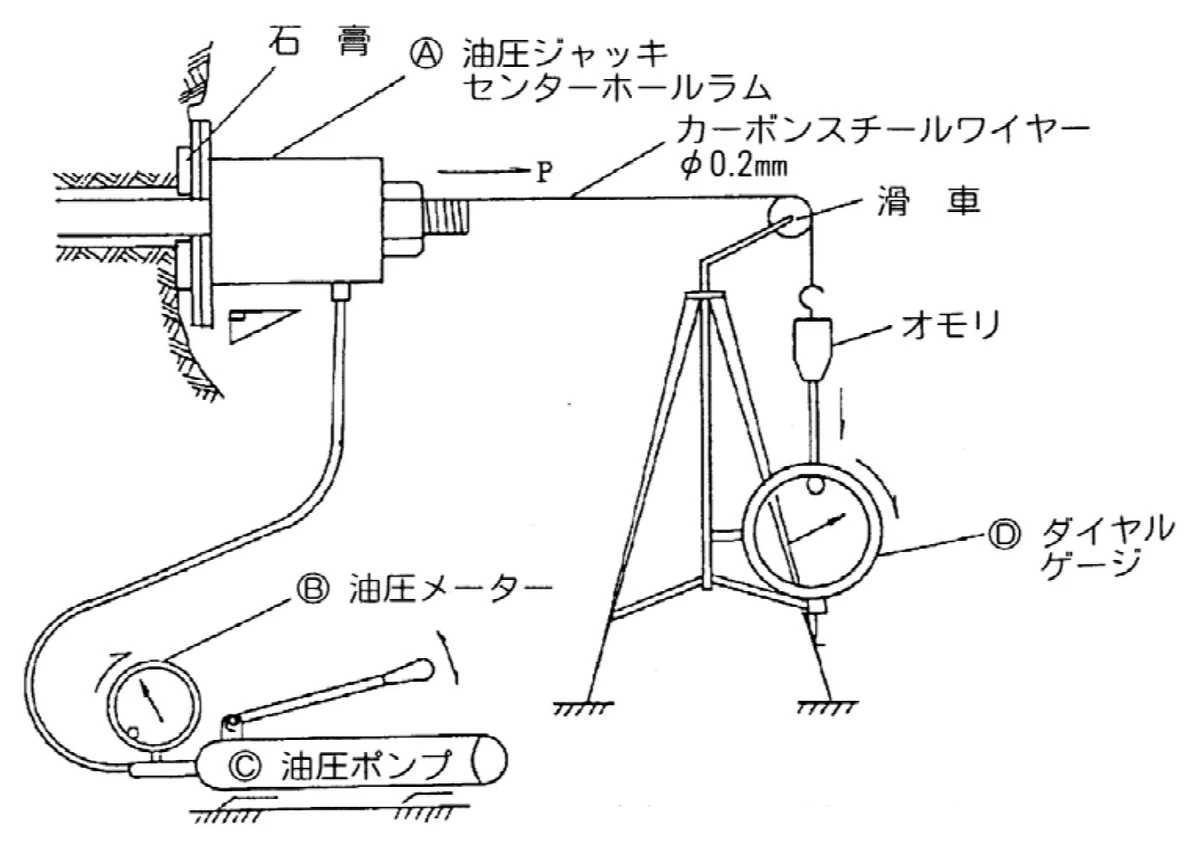 石 膏
Ⓐ 油圧ジャッキ
センターホールラム
カーボンスチールワイヤー
φ0.2mm
P
滑 車
オモリ
Ⓓ ダイヤル
ゲージ
Ⓑ 油圧メーター
Ⓒ 油圧ポンプ